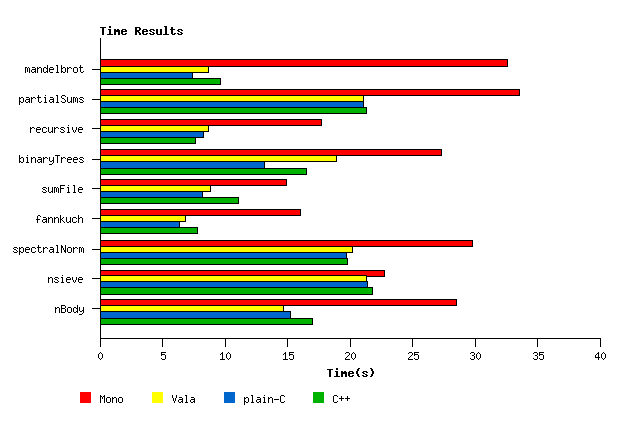 Time Results
mandelbrot
partialSums
recursive
binaryTrees
sumFile
fannkuch
spectralNorm
nsieve
nBody
0 5 10 15 20 25 30 35 40
Time(s)
Mono Vala plain-C C++